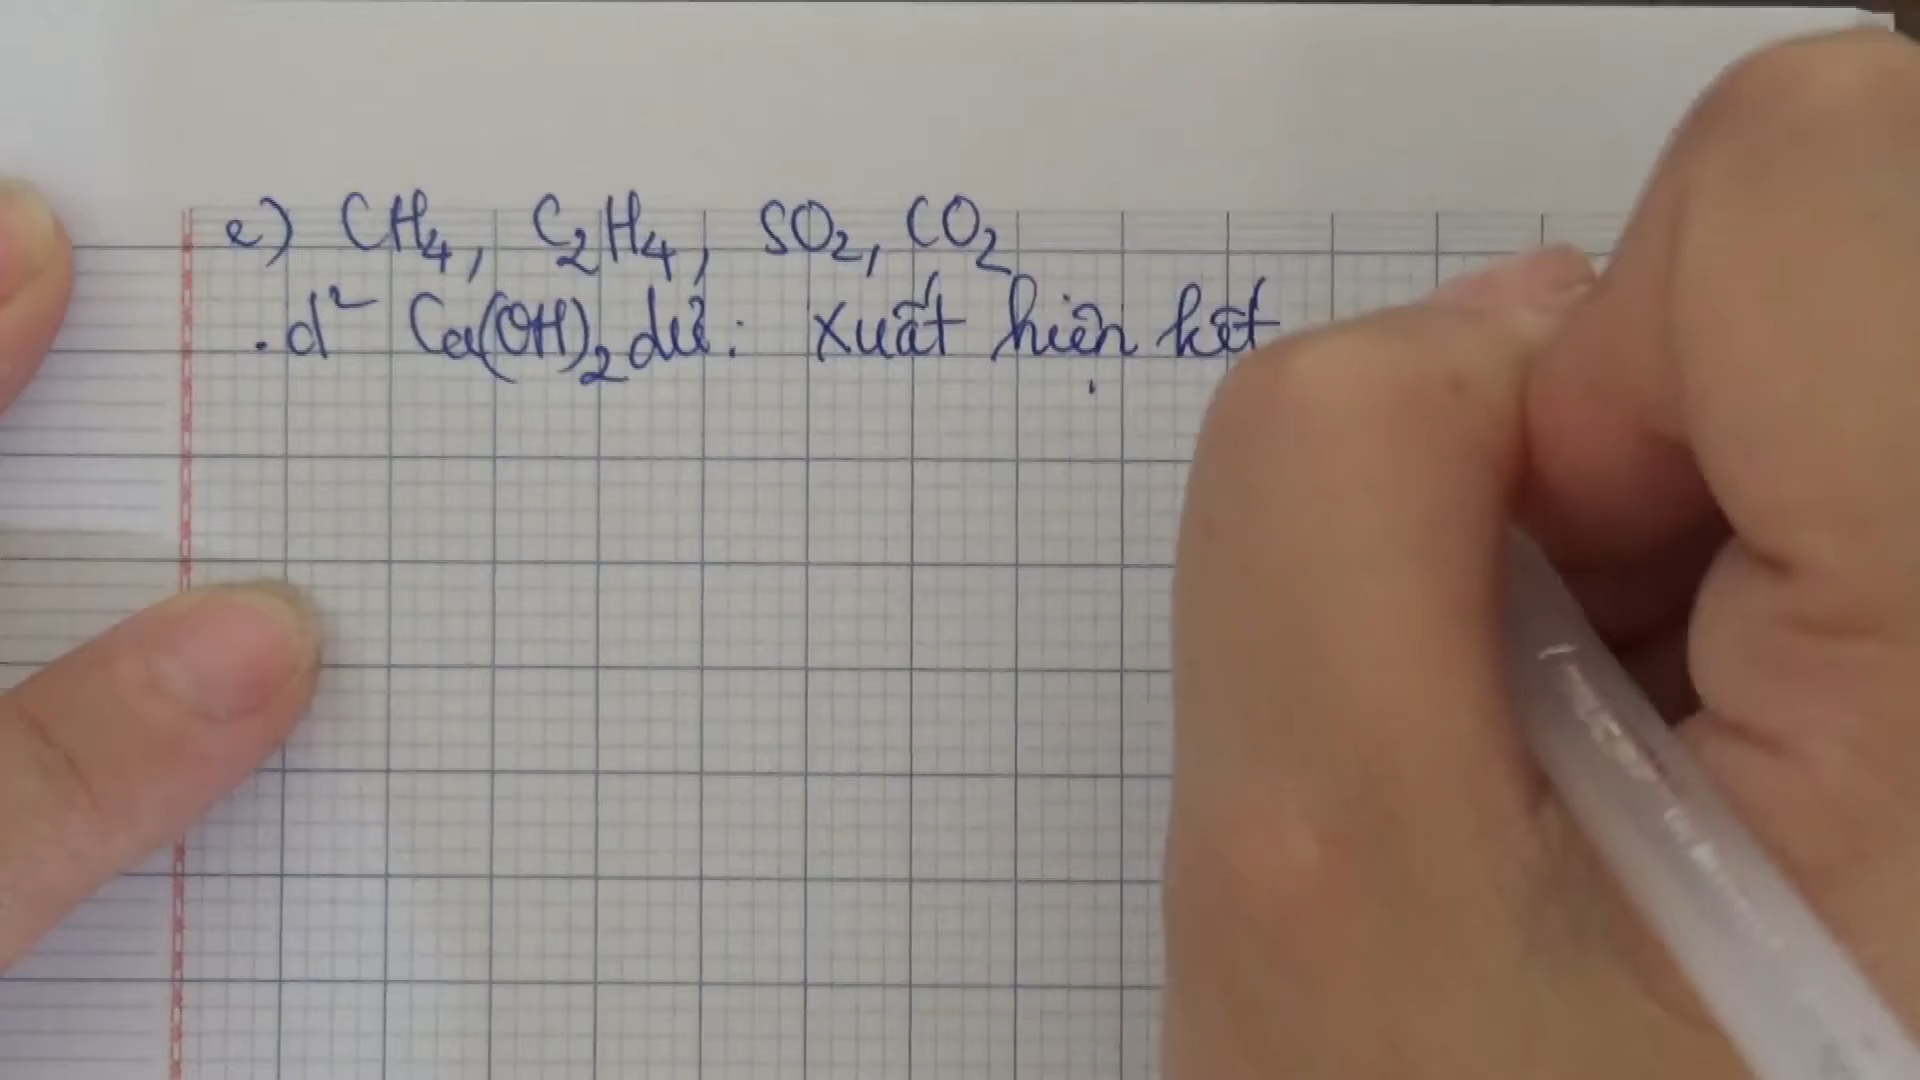 e) CH₄, C₂H₄, SO₂, CO₂
. d² Ca(OH)₂ dư: xuất hiện kết